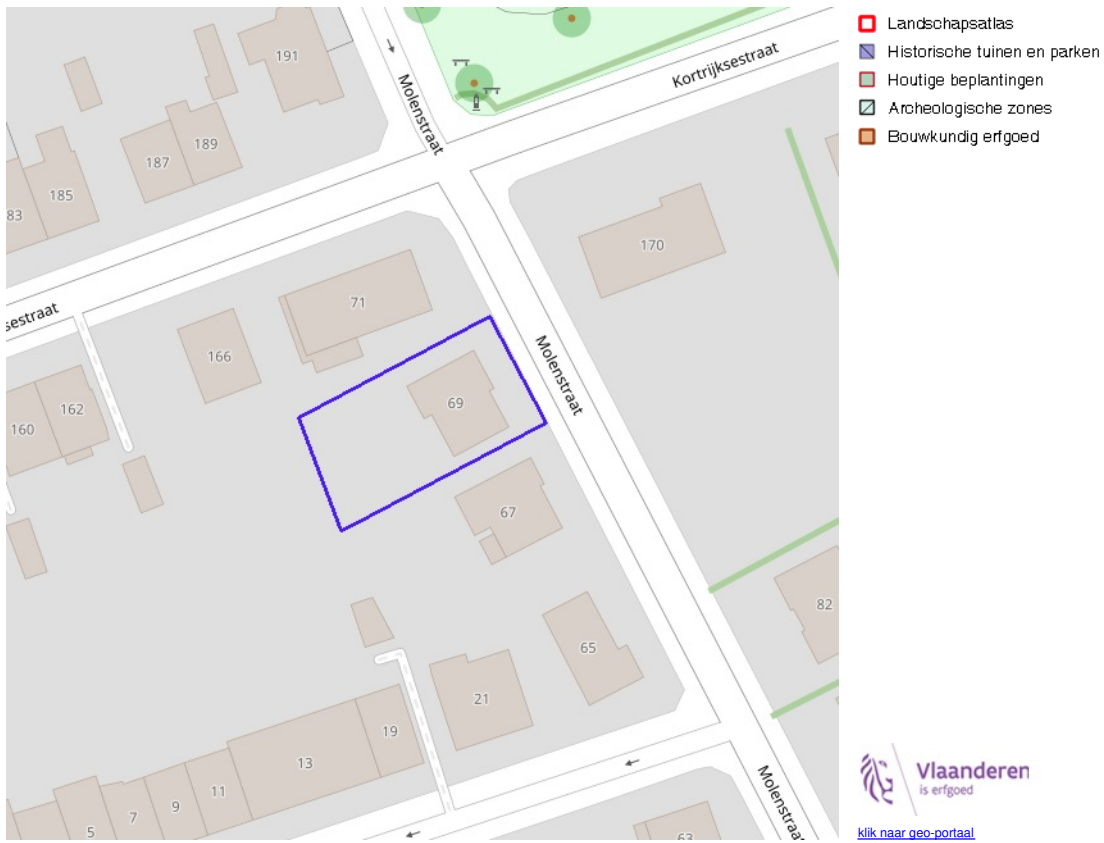 191
Molenstraat
Kortrijksestraat
187
189
185
83
170
sestraat
71
166
Molenstraat
69
162
160
67
82
65
21
19
13
11
9
7
5
63
Molenstraat
Landschapsatlas
Historische tuinen en parken
Houtige beplantingen
Archeologische zones
Bouwkundig erfgoed
Vlaanderen
is erfgoed
klik naar geo-portaal